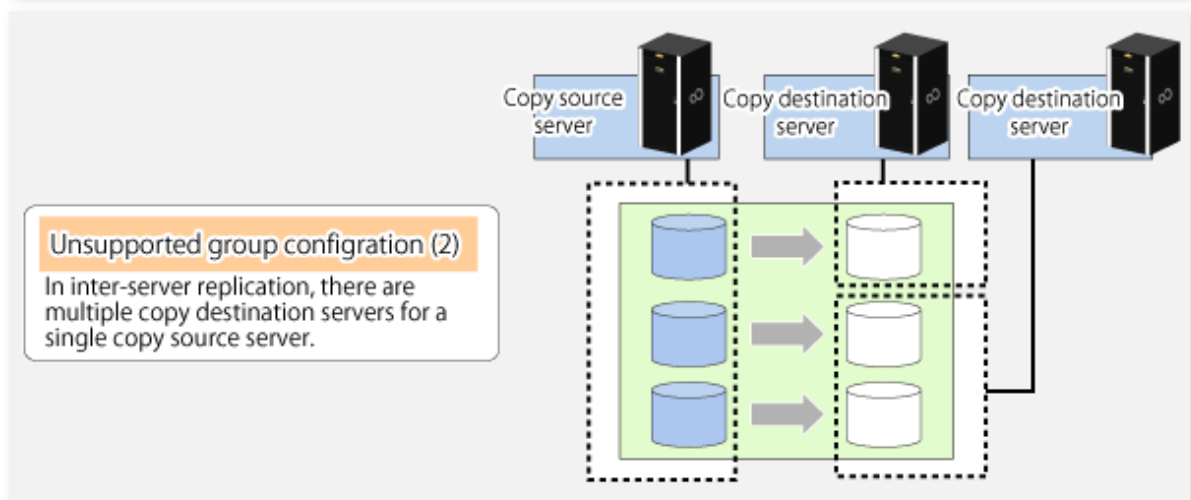 Copy source
server
Copy destination
server
Copy destination
server
Unsupported group configration (2)
In inter-server replication, there are
multiple copy destination servers for a
single copy source server.